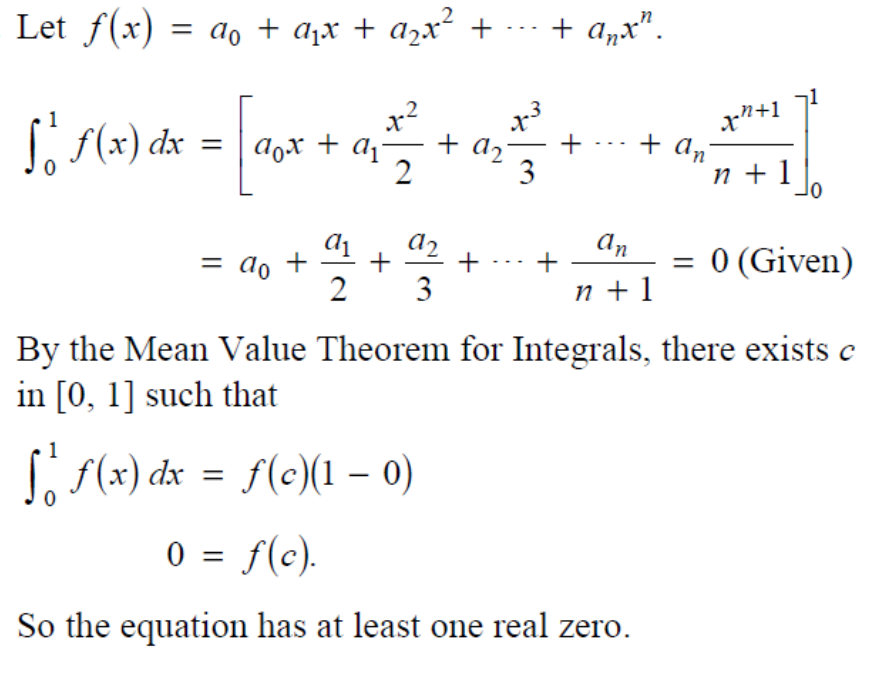 Let f(x) = a₀ + a₁x + a₂x² + ⋯ + aₙxⁿ.
∫₀¹ f(x) dx = [a₀x + a₁ x²/2 + a₂ x³/3 + ⋯ + aₙ xⁿ⁺¹/(n + 1)]₀¹
= a₀ + a₁/2 + a₂/3 + ⋯ + aₙ/(n + 1) = 0 (Given)
By the Mean Value Theorem for Integrals, there exists c
in [0, 1] such that
∫₀¹ f(x) dx = f(c)(1 − 0)
0 = f(c).
So the equation has at least one real zero.